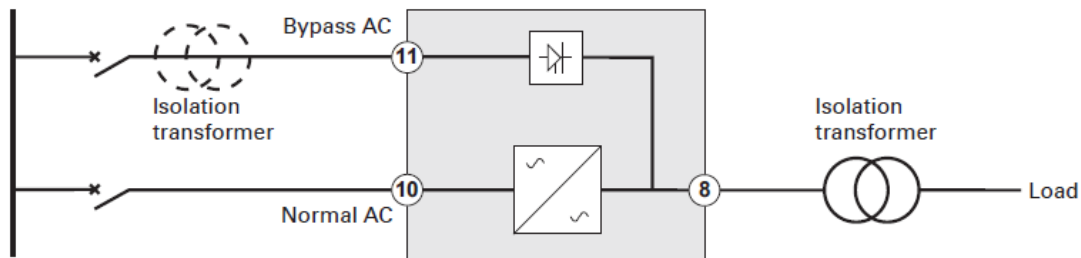 Bypass AC
11
Isolation
transformer
Isolation
transformer
10
8
Load
Normal AC